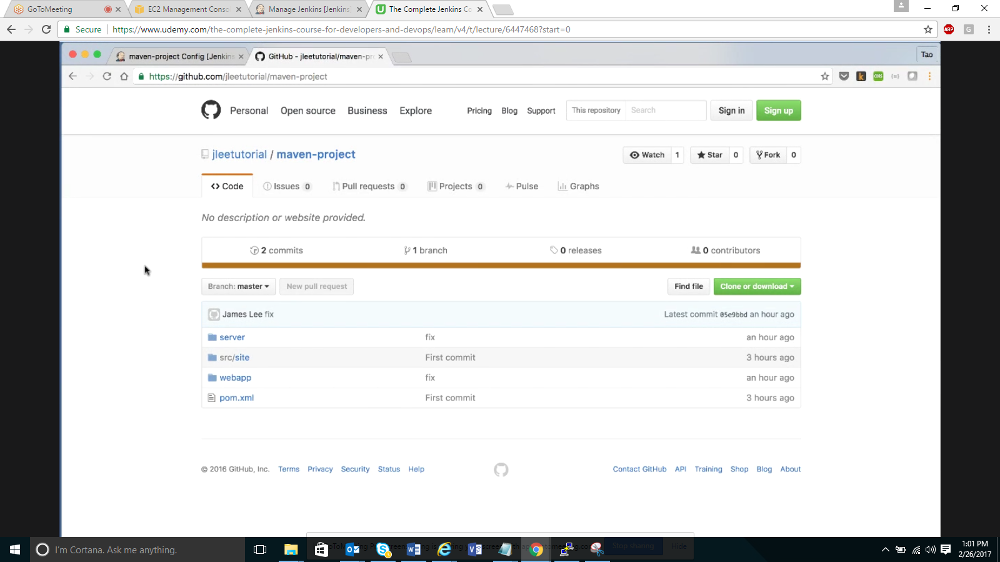 GoToMeeting
EC2 Management Conso
Manage Jenkins [Jenkins
The Complete Jenkins Co
Secure
https://www.udemy.com/the-complete-jenkins-course-for-developers-and-devops/learn/v4/t/lecture/6447468?start=0
ABP
G
maven-project Config [Jenkins
GitHub - jleetutorial/maven-pro
Tao
https://github.com/jleetutorial/maven-project
k
CORS
Personal Open source Business Explore Pricing Blog Support This repository Search Sign in Sign up
jleetutorial / maven-project
Watch 1 Star 0 Fork 0
<> Code Issues 0 Pull requests 0 Projects 0 Pulse Graphs
No description or website provided.
2 commits 1 branch 0 releases 0 contributors
Branch: master New pull request Find file Clone or download
James Lee fix Latest commit 05e9bbd an hour ago
server fix an hour ago
src/site First commit 3 hours ago
webapp fix an hour ago
pom.xml First commit 3 hours ago
© 2016 GitHub, Inc. Terms Privacy Security Status Help
Contact GitHub API Training Shop Blog About
I'm Cortana. Ask me anything.
Stop sharing Hide
1:01 PM
2/26/2017